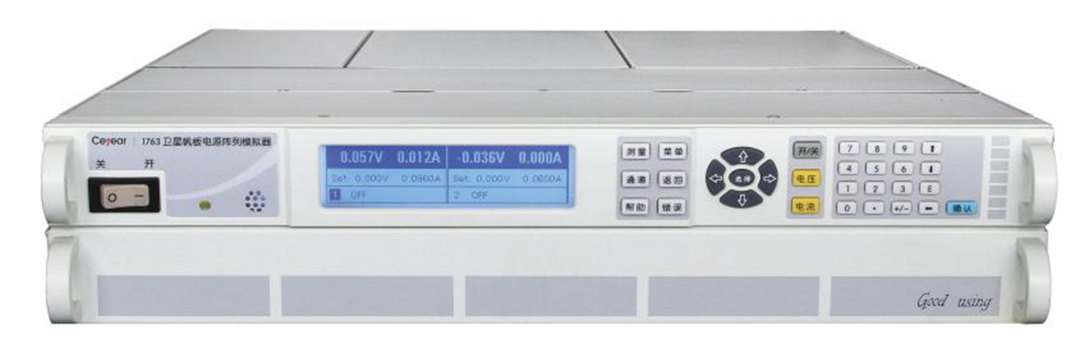 Ceyear 1763 卫星帆板电源阵列模拟器
关 开
0.057V 0.012A -0.036V 0.000A
Set: 0.000V 0.0960A Set: 0.000V 0.0600A
1 OFF 2 OFF
测量 菜单
通道 返回
帮助 错误
选择
开/关
电压
电流
7 8 9
4 5 6
1 2 3 E
0 . +/- 确认
Good using